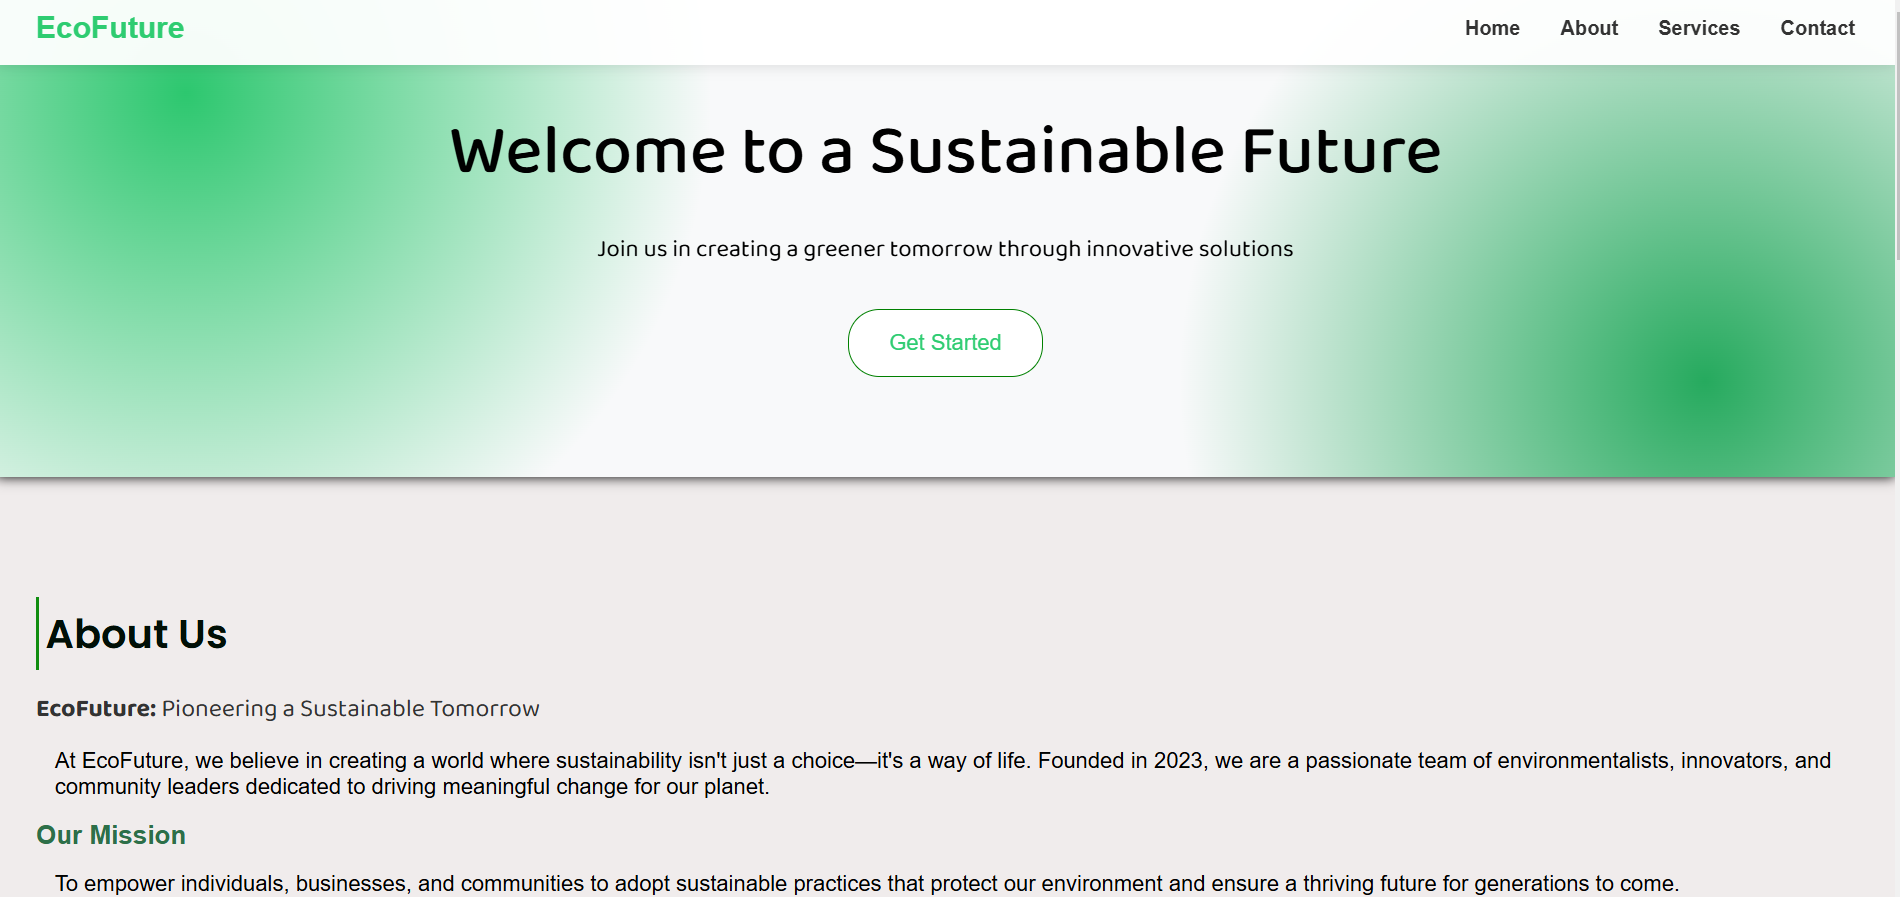 EcoFuture
Home About Services Contact
Welcome to a Sustainable Future
Join us in creating a greener tomorrow through innovative solutions
Get Started
About Us
EcoFuture: Pioneering a Sustainable Tomorrow
At EcoFuture, we believe in creating a world where sustainability isn't just a choice—it's a way of life. Founded in 2023, we are a passionate team of environmentalists, innovators, and
community leaders dedicated to driving meaningful change for our planet.
Our Mission
To empower individuals, businesses, and communities to adopt sustainable practices that protect our environment and ensure a thriving future for generations to come.